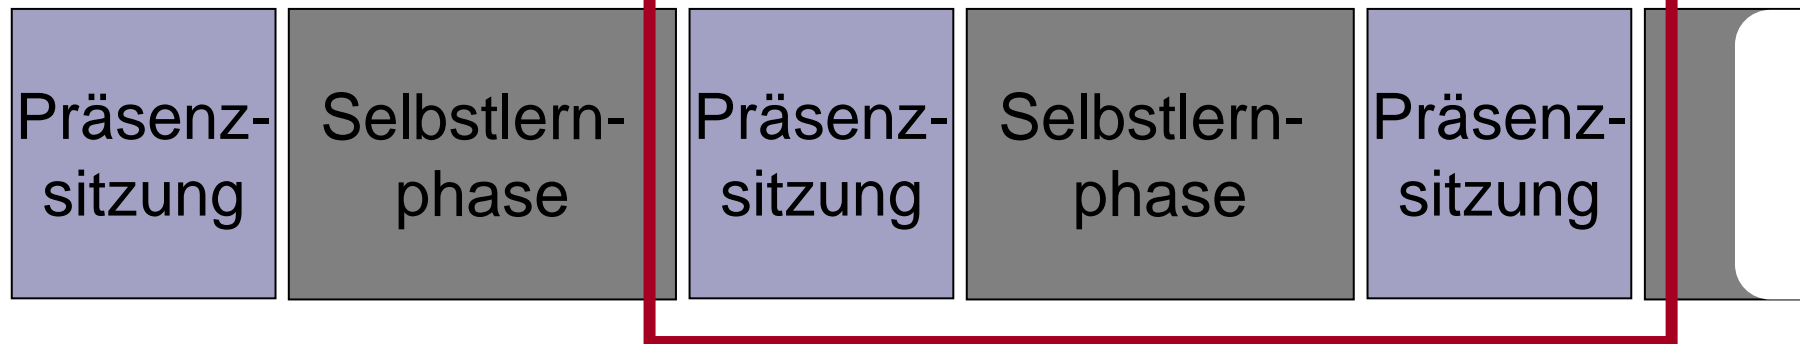 Präsenz-
sitzung
Selbstlern-
phase
Präsenz-
sitzung
Selbstlern-
phase
Präsenz-
sitzung